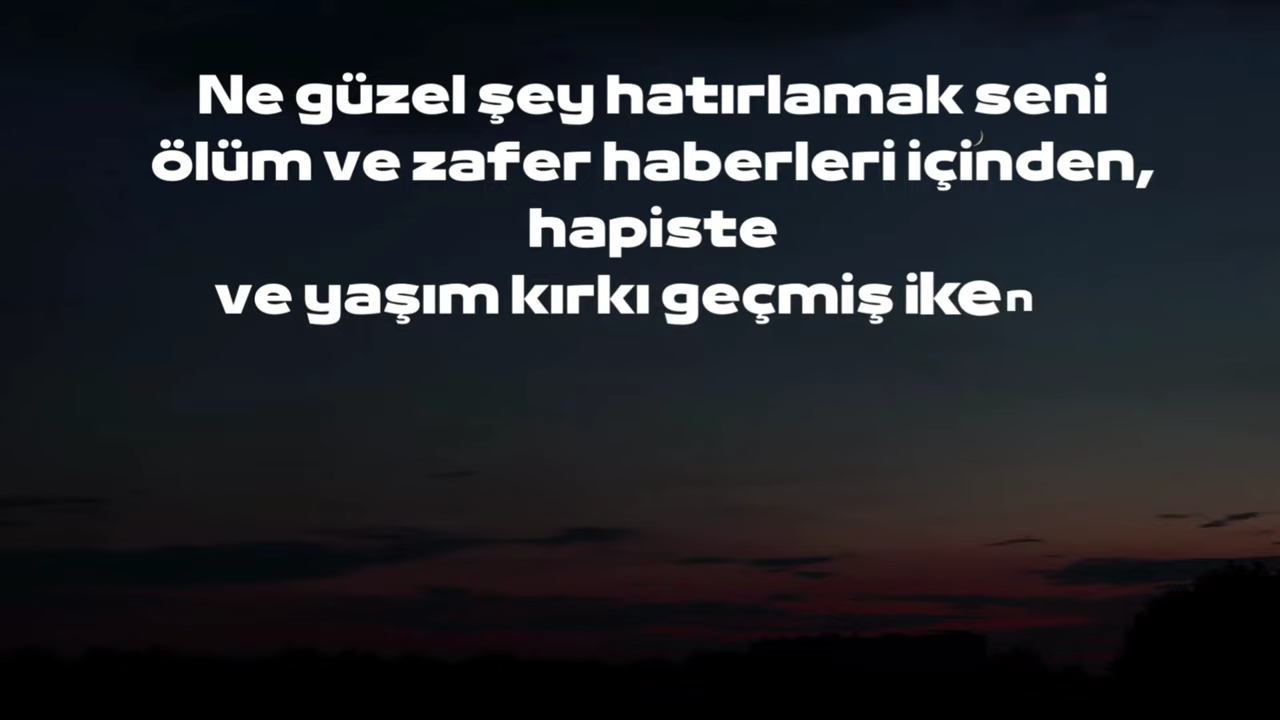 Ne güzel şey hatırlamak seni
ölüm ve zafer haberleri içinden,
hapiste
ve yaşım kırkı geçmiş iken